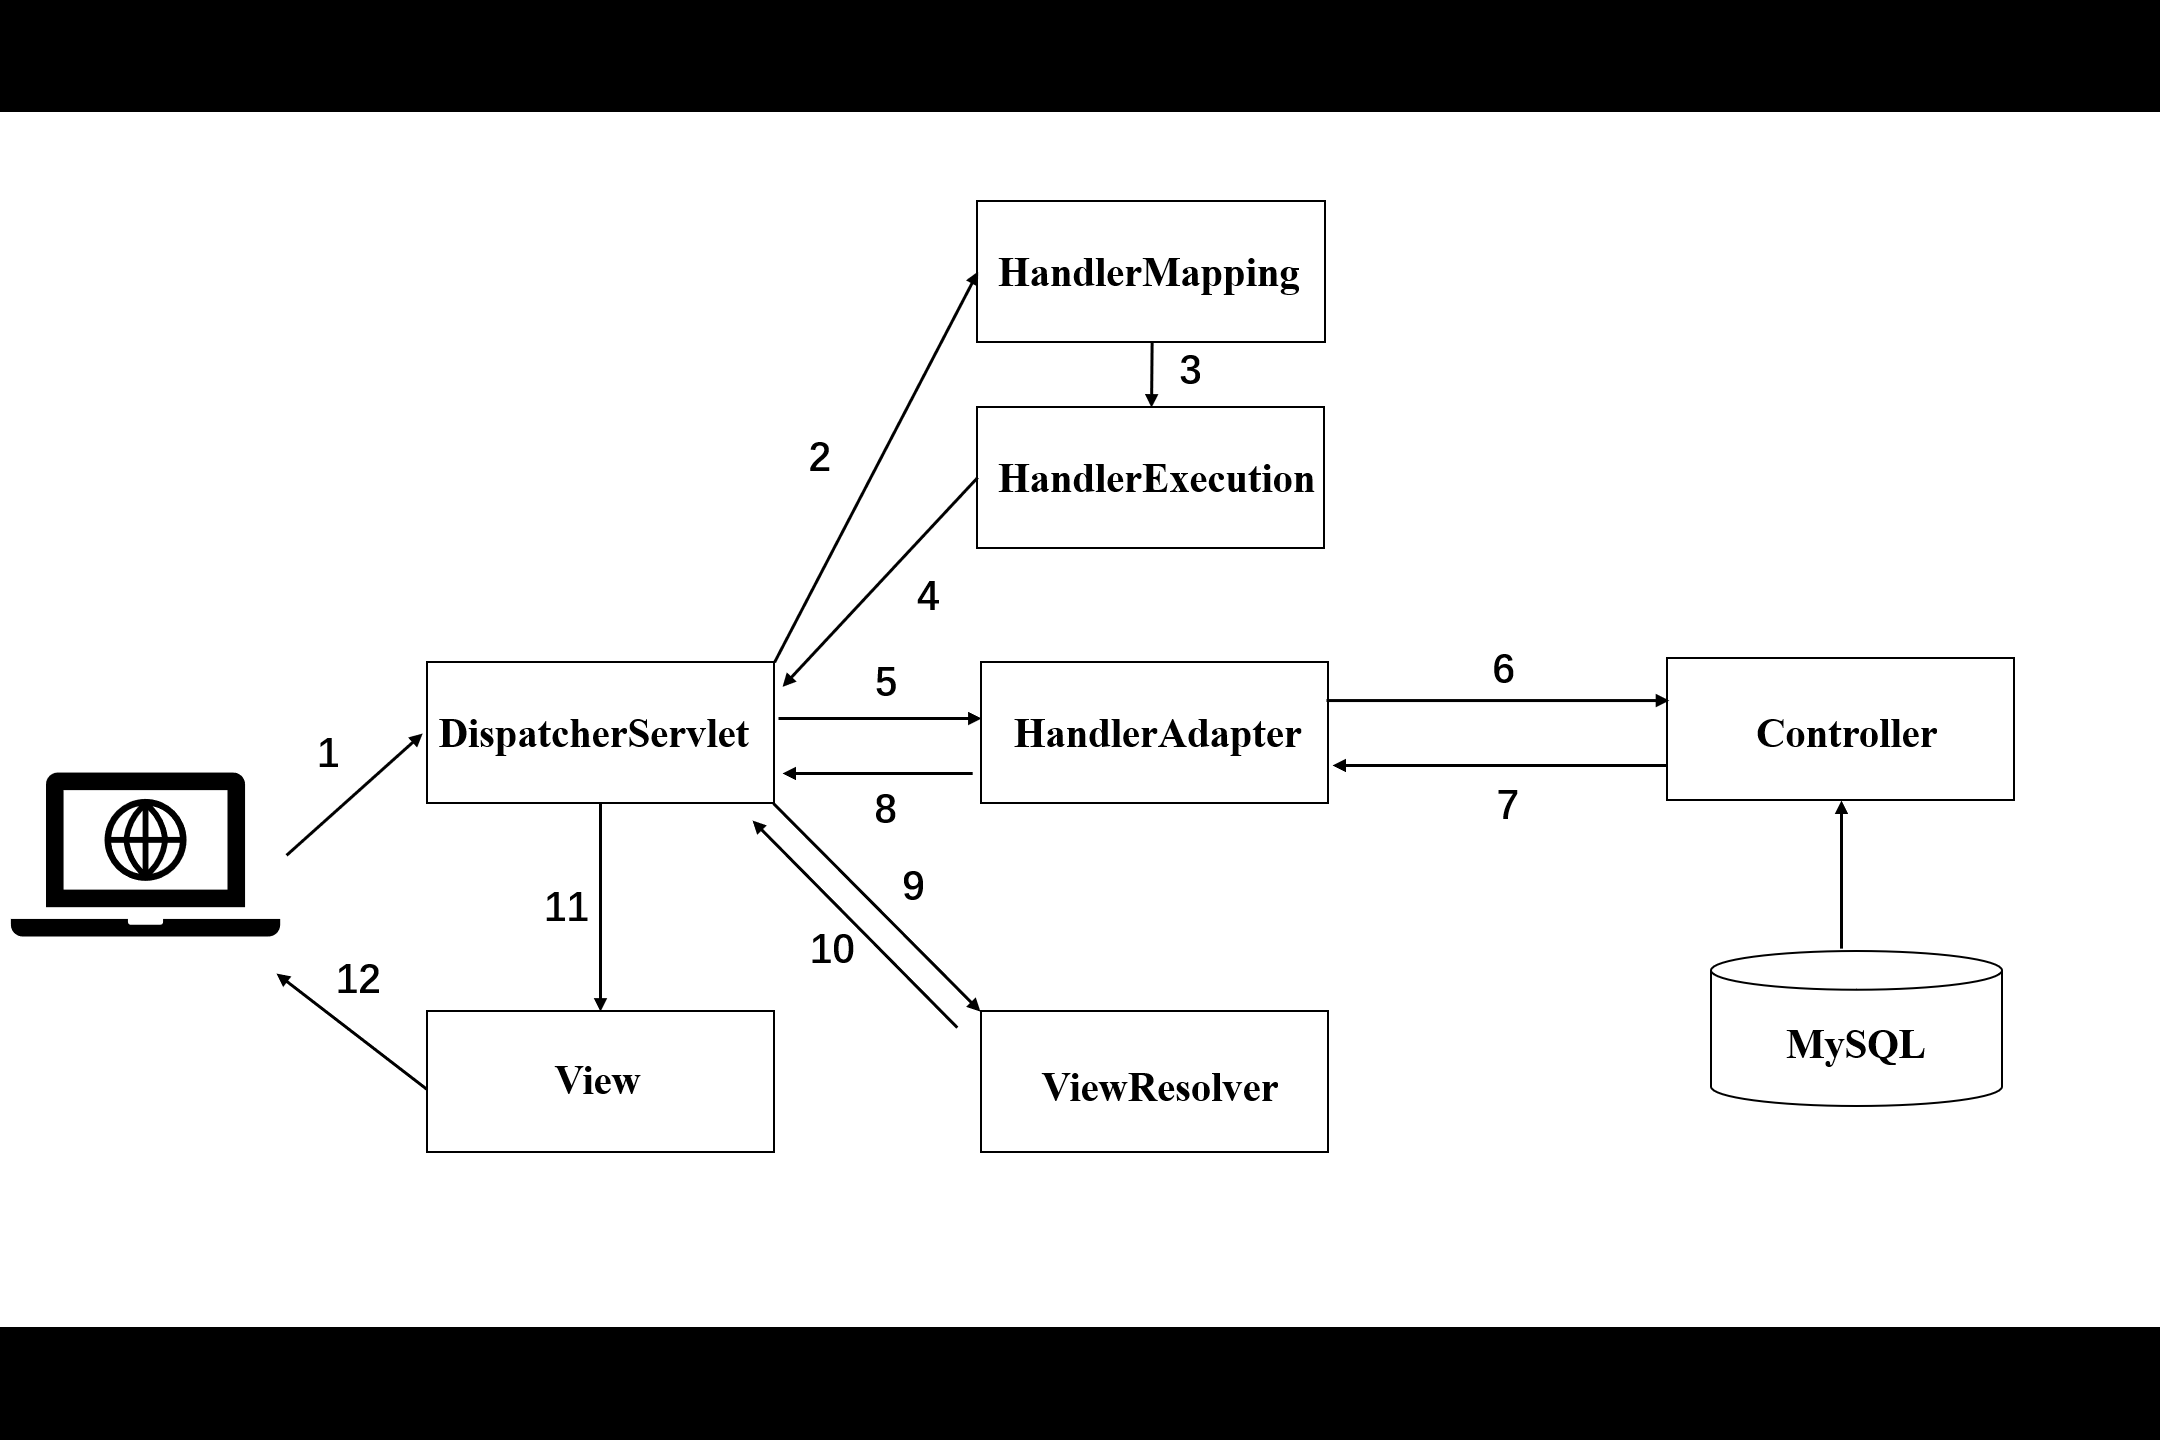 HandlerMapping
3
2
HandlerExecution
4
5
6
1
DispatcherServlet
HandlerAdapter
Controller
8
7
9
11
10
12
MySQL
View
ViewResolver